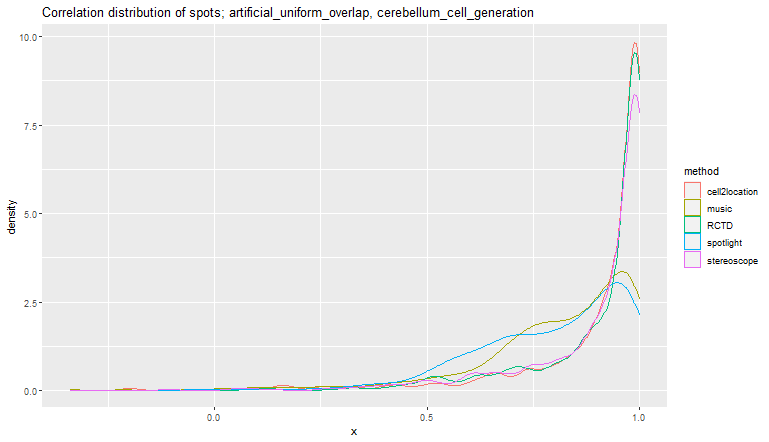 Correlation distribution of spots; artificial_uniform_overlap, cerebellum_cell_generation
10.0
7.5
5.0
2.5
0.0
density
0.0
0.5
1.0
x
method
cell2location
music
RCTD
spotlight
stereoscope